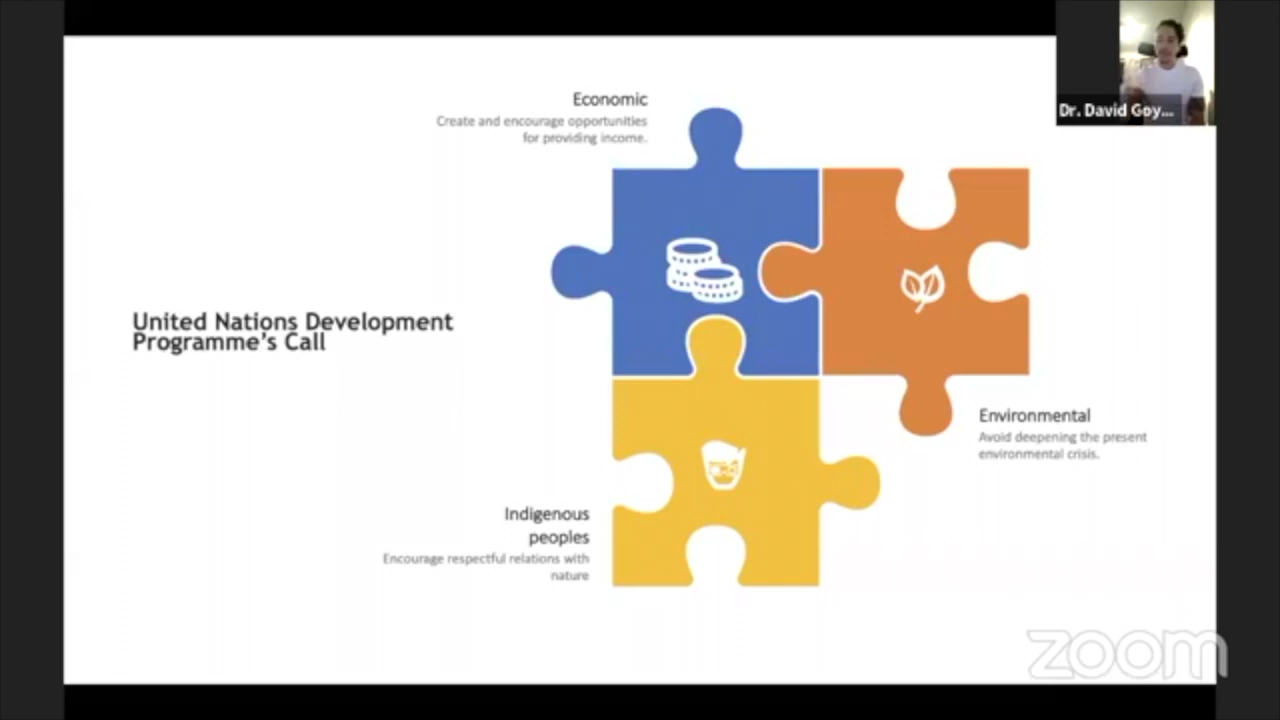 Economic
Create and encourage opportunities
for providing income.
Dr. David Goy...
United Nations Development
Programme's Call
Environmental
Avoid deepening the present
environmental crisis.
Indigenous
peoples
Encourage respectful relations with
nature
zoom